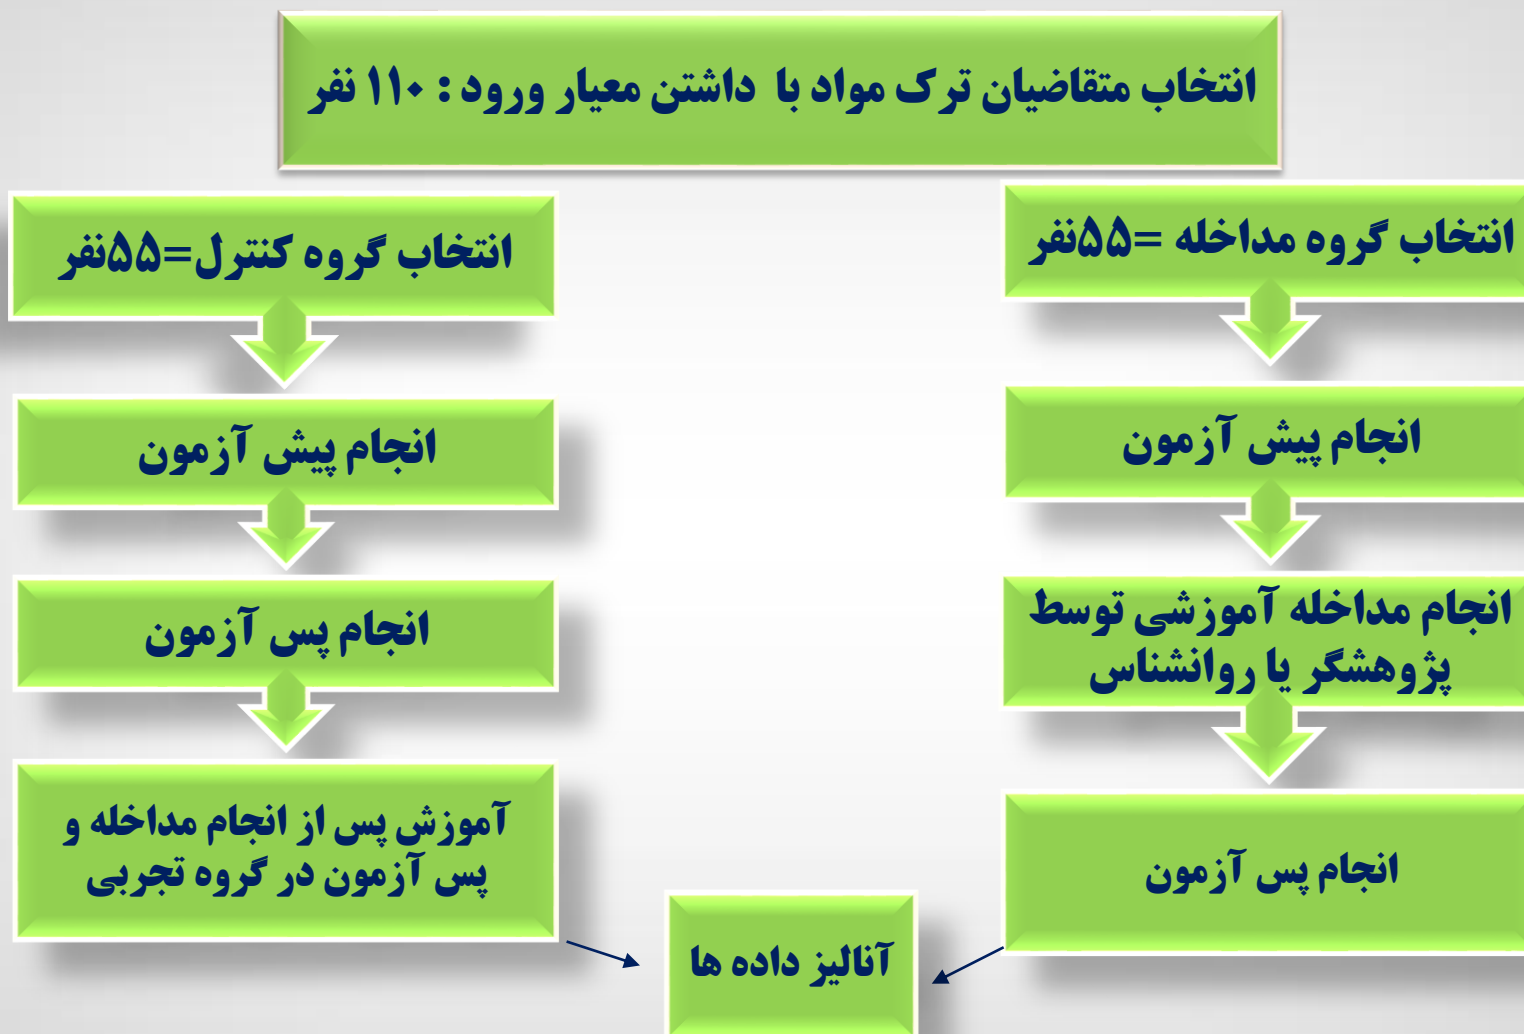 انتخاب متقاضیان ترک مواد با داشتن معیار ورود : ۱۱۰ نفر
انتخاب گروه مداخله =۵۵نفر
انجام پیش آزمون
انجام مداخله آموزشی توسط
پژوهشگر یا روانشناس
انجام پس آزمون
انتخاب گروه کنترل=۵۵نفر
انجام پیش آزمون
انجام پس آزمون
آموزش پس از انجام مداخله و
پس آزمون در گروه تجربی
آنالیز داده ها